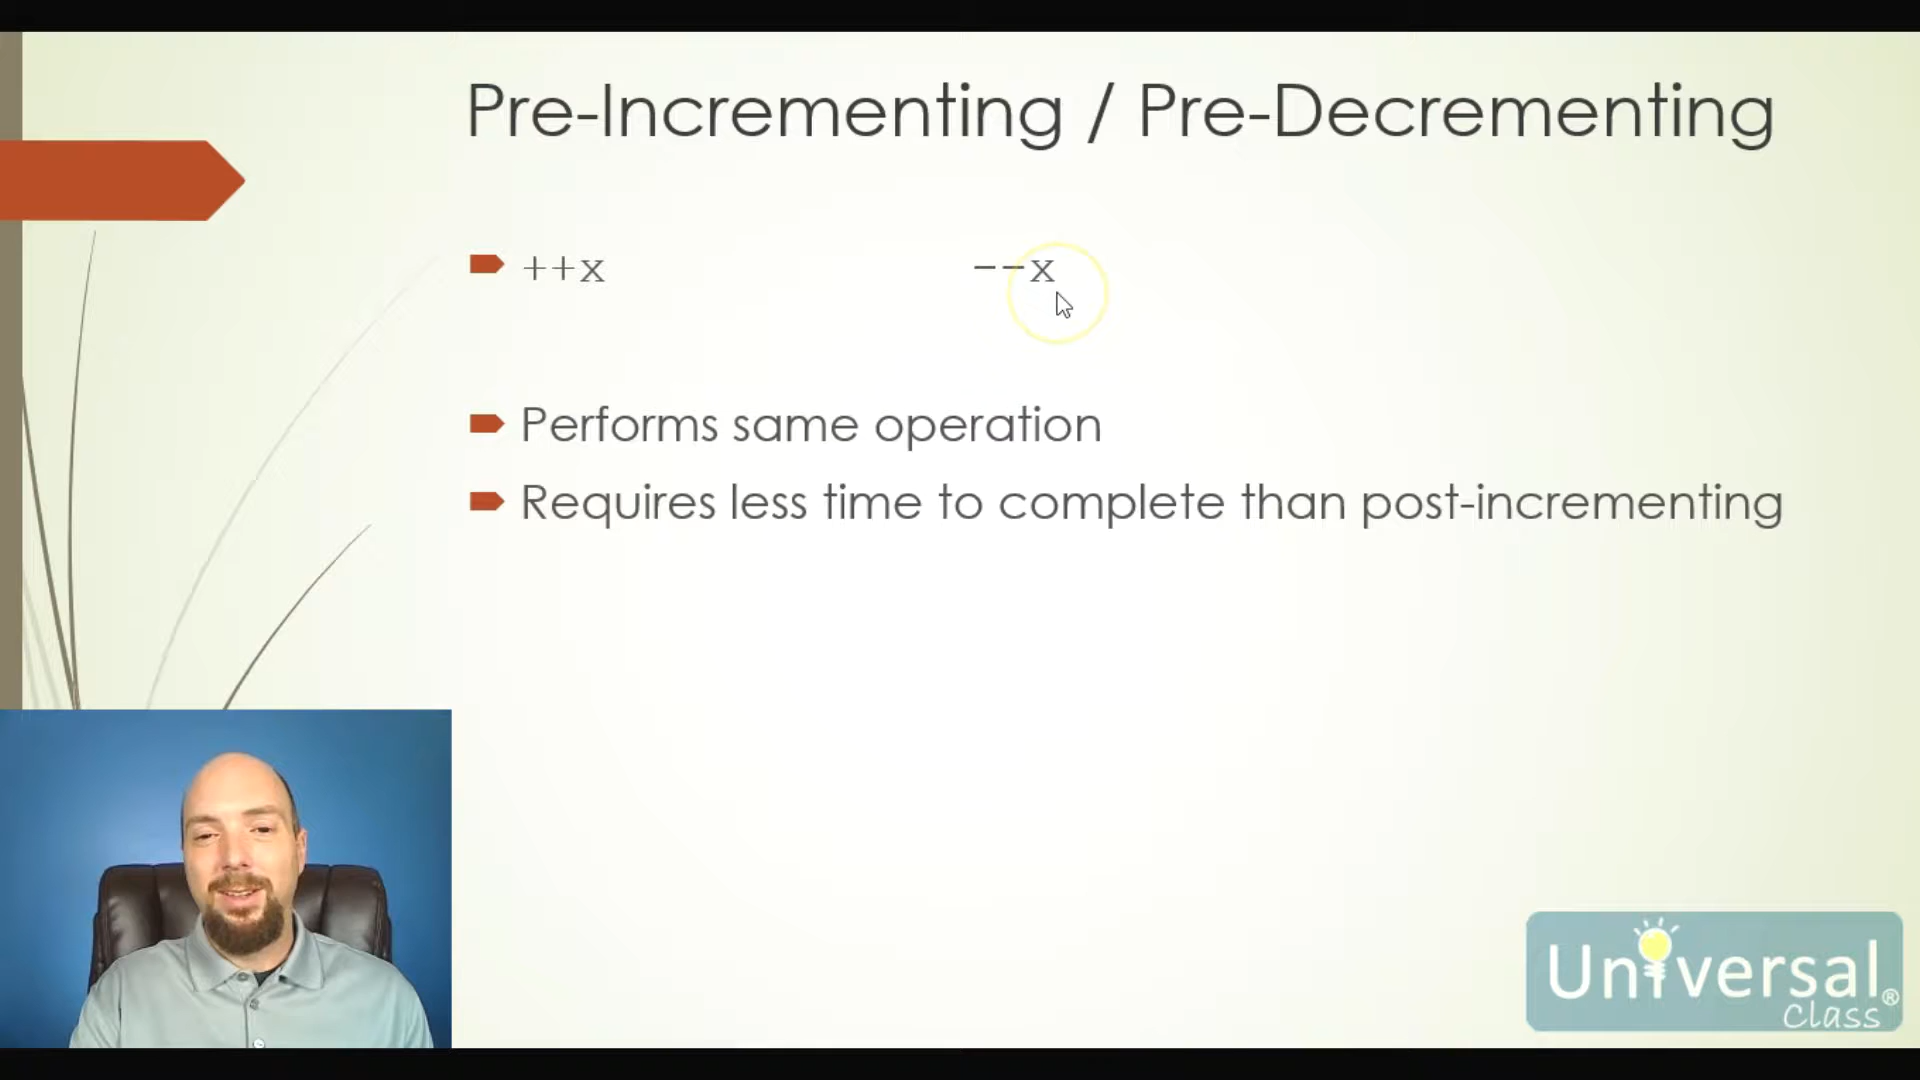 Pre-Incrementing / Pre-Decrementing
++x --x
Performs same operation
Requires less time to complete than post-incrementing
Universal®
Class